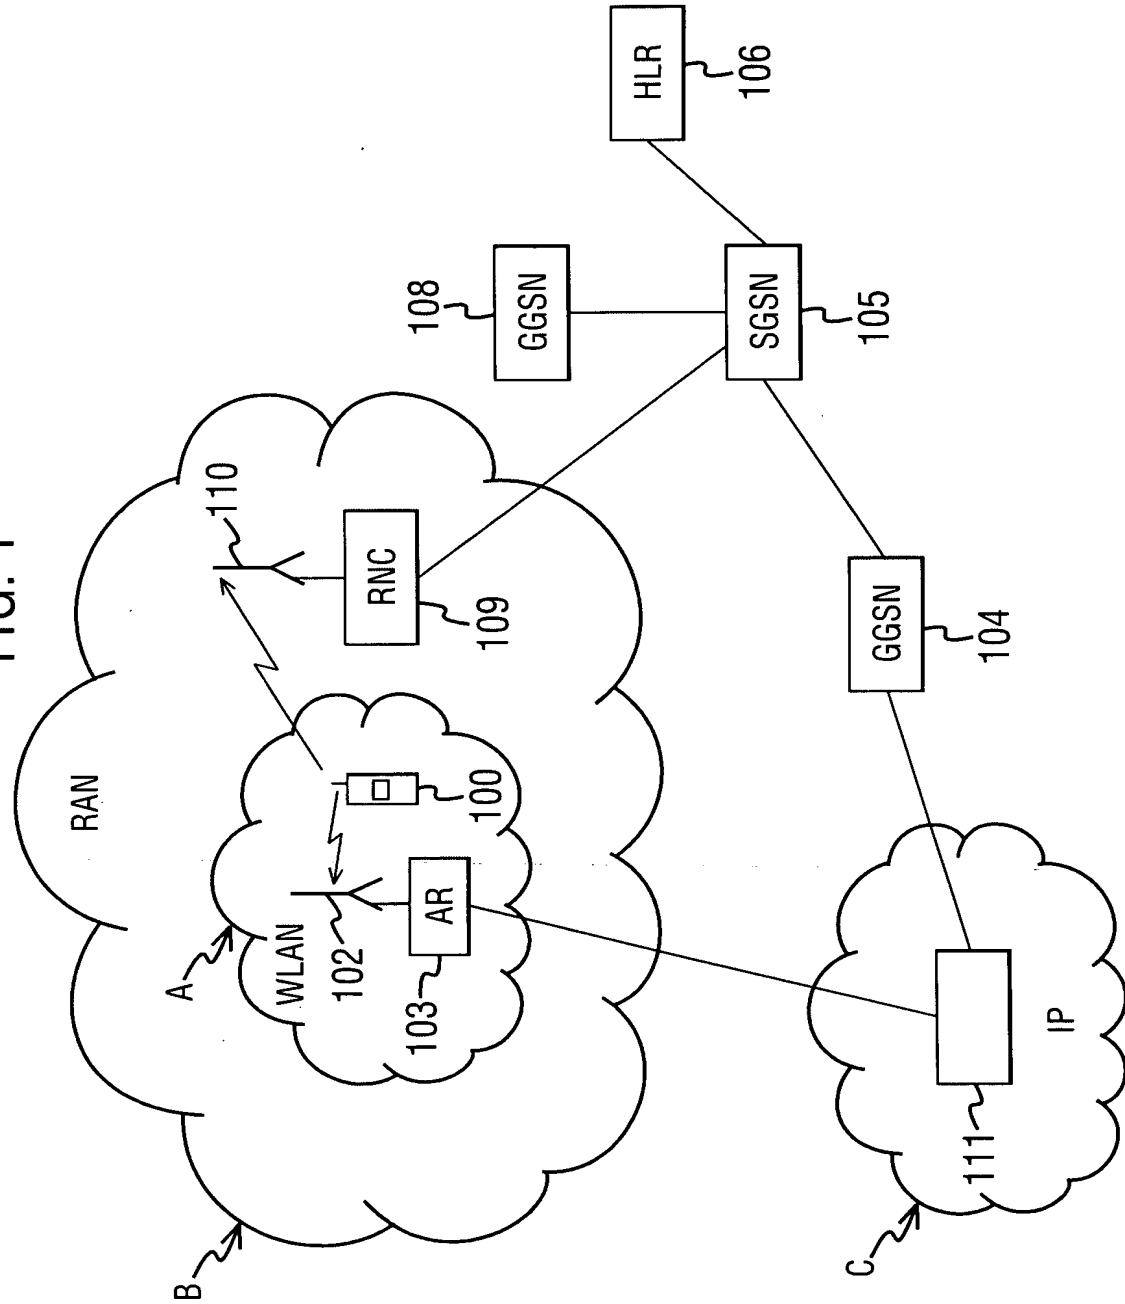 FIG. 1
RAN
A
B
110
WLAN
102
RNC
103
108
AR
100
109
GGSN
HLR
106
SGSN
C
105
GGSN
111
104
IP